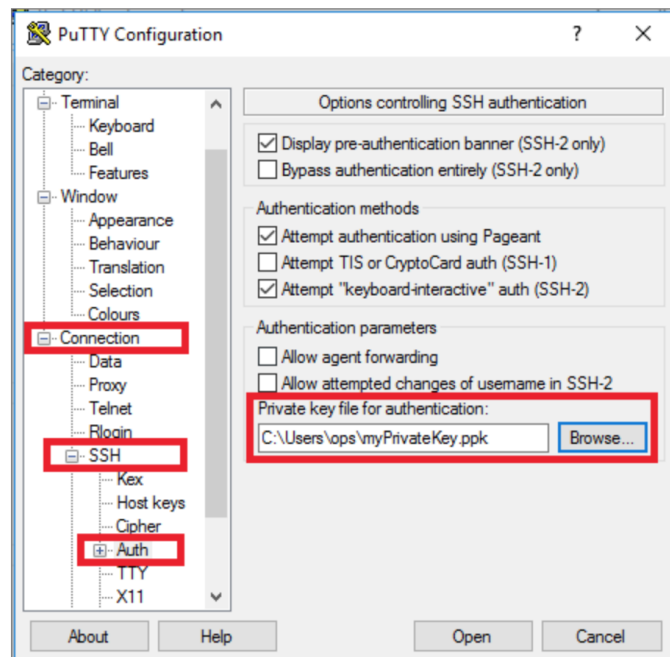 PuTTY Configuration
?
Category:
Terminal
Keyboard
Bell
Features
Window
Appearance
Behaviour
Translation
Selection
Colours
Connection
Data
Proxy
Telnet
Rlogin
SSH
Kex
Host keys
Cipher
Auth
TTY
X11
Options controlling SSH authentication
Display pre-authentication banner (SSH-2 only)
Bypass authentication entirely (SSH-2 only)
Authentication methods
Attempt authentication using Pageant
Attempt TIS or CryptoCard auth (SSH-1)
Attempt "keyboard-interactive" auth (SSH-2)
Authentication parameters
Allow agent forwarding
Allow attempted changes of username in SSH-2
Private key file for authentication:
C:\Users\ops\myPrivateKey.ppk
Browse...
About
Help
Open
Cancel